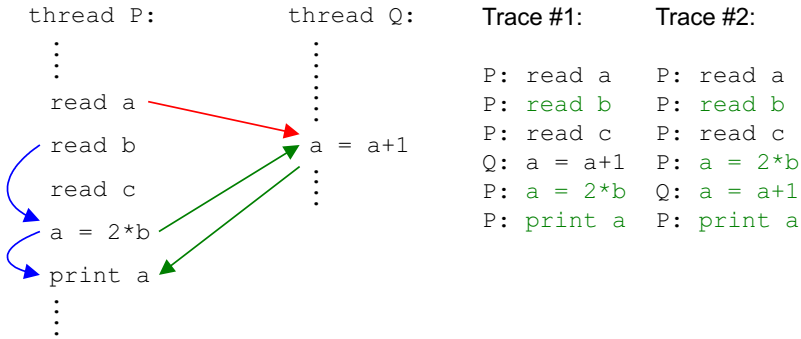 thread P:
read a
read b
read c
a = 2*b
print a
thread Q:
a = a+1
Trace #1:
P: read a
P: read b
P: read c
Q: a = a+1
P: a = 2*b
P: print a
Trace #2:
P: read a
P: read b
P: read c
P: a = 2*b
Q: a = a+1
P: print a